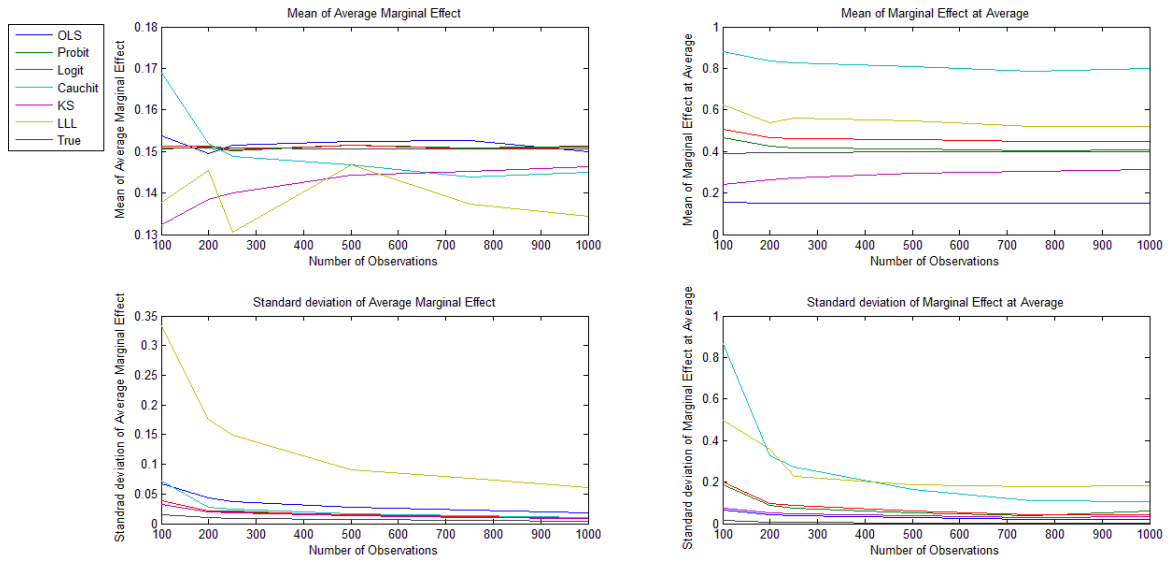 OLS
Probit
Logit
Cauchit
KS
LLL
True
Mean of Average Marginal Effect
Mean of Average Marginal Effect
0.18
0.17
0.16
0.15
0.14
0.13
100 200 300 400 500 600 700 800 900 1000
Number of Observations
Mean of Marginal Effect at Average
Mean of Marginal Effect at Average
1
0.8
0.6
0.4
0.2
0
100 200 300 400 500 600 700 800 900 1000
Number of Observations
Standard deviation of Average Marginal Effect
Standrad deviation of Average Marginal Effect
0.35
0.3
0.25
0.2
0.15
0.1
0.05
0
100 200 300 400 500 600 700 800 900 1000
Number of Observations
Standard deviation of Marginal Effect at Average
Standard deviation of Marginal Effect at Average
1
0.8
0.6
0.4
0.2
0
100 200 300 400 500 600 700 800 900 1000
Number of Observations